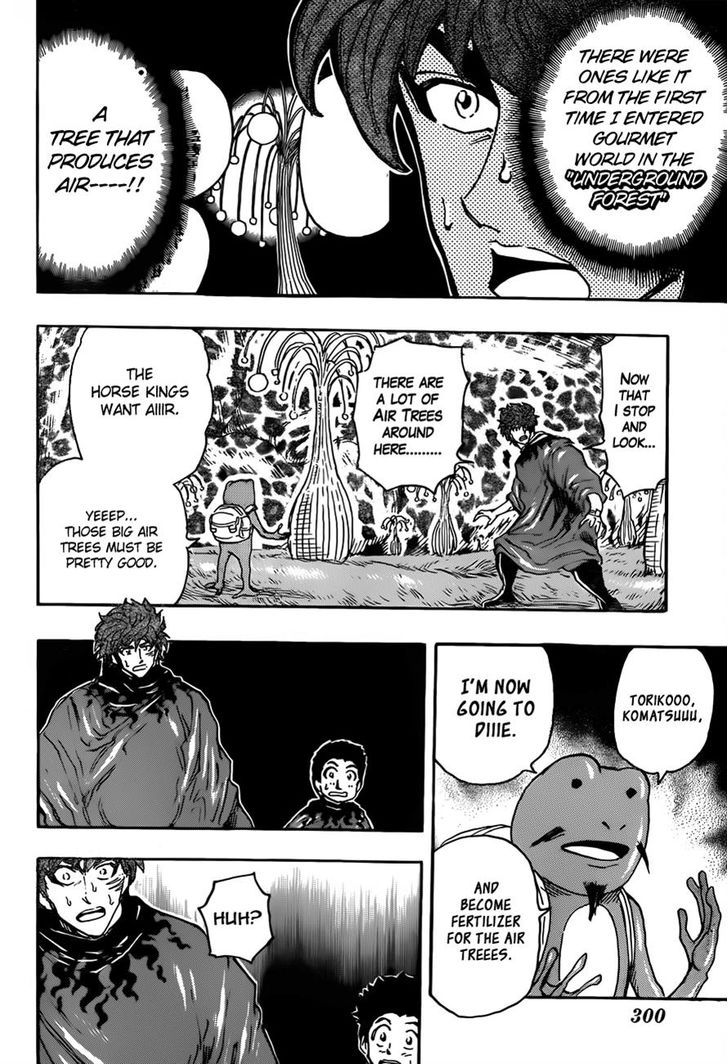 THERE WERE
ONES LIKE IT
FROM THE FIRST
TIME I ENTERED
GOURMET
WORLD IN THE
"UNDERGROUND
FOREST"
A
TREE THAT
PRODUCES
AIR----!!
NOW
THAT
I STOP
AND
LOOK...
THERE ARE
A LOT OF
AIR TREES
AROUND
HERE.........
THE
HORSE KINGS
WANT AIIIR.
YEEEP...
THOSE BIG AIR
TREES MUST BE
PRETTY GOOD.
TORIKOOO,
KOMATSUUU,
I'M NOW
GOING TO
DIIIE.
AND
BECOME
FERTILIZER
FOR THE AIR
TREEES.
HUH?
300